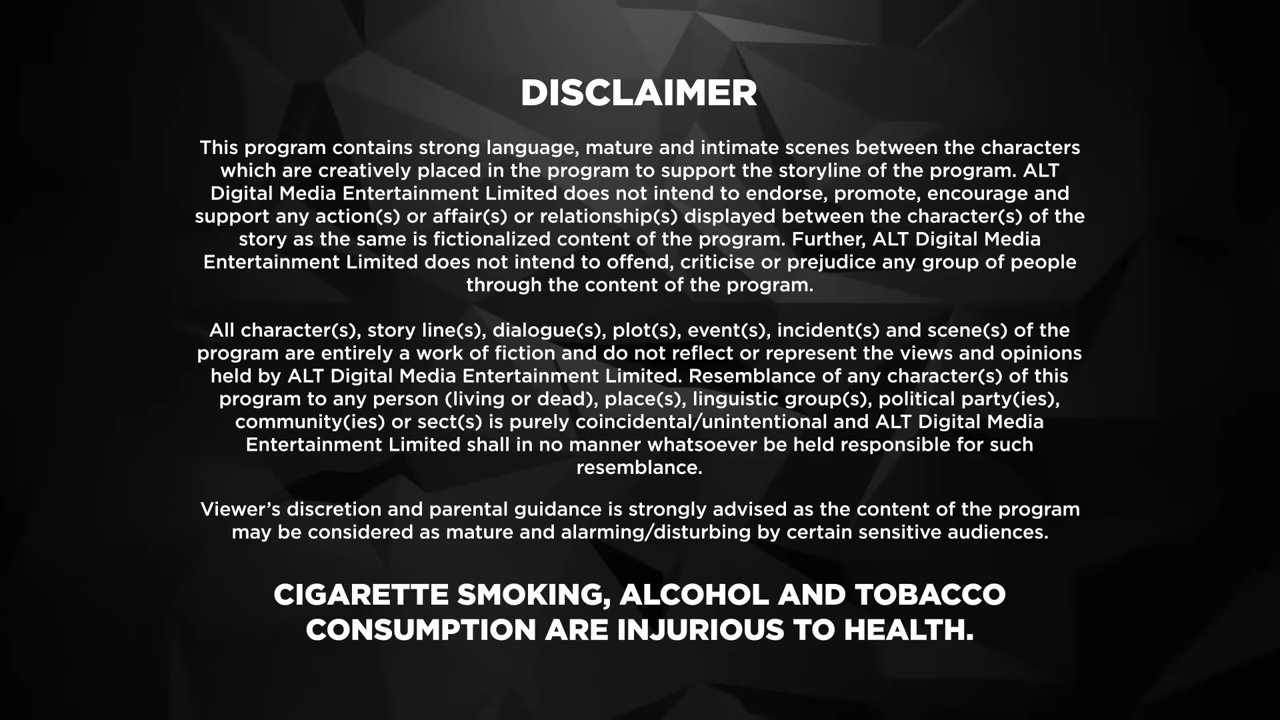 DISCLAIMER
This program contains strong language, mature and intimate scenes between the characters
which are creatively placed in the program to support the storyline of the program. ALT
Digital Media Entertainment Limited does not intend to endorse, promote, encourage and
support any action(s) or affair(s) or relationship(s) displayed between the character(s) of the
story as the same is fictionalized content of the program. Further, ALT Digital Media
Entertainment Limited does not intend to offend, criticise or prejudice any group of people
through the content of the program.
All character(s), story line(s), dialogue(s), plot(s), event(s), incident(s) and scene(s) of the
program are entirely a work of fiction and do not reflect or represent the views and opinions
held by ALT Digital Media Entertainment Limited. Resemblance of any character(s) of this
program to any person (living or dead), place(s), linguistic group(s), political party(ies),
community(ies) or sect(s) is purely coincidental/unintentional and ALT Digital Media
Entertainment Limited shall in no manner whatsoever be held responsible for such
resemblance.
Viewer’s discretion and parental guidance is strongly advised as the content of the program
may be considered as mature and alarming/disturbing by certain sensitive audiences.
CIGARETTE SMOKING, ALCOHOL AND TOBACCO
CONSUMPTION ARE INJURIOUS TO HEALTH.